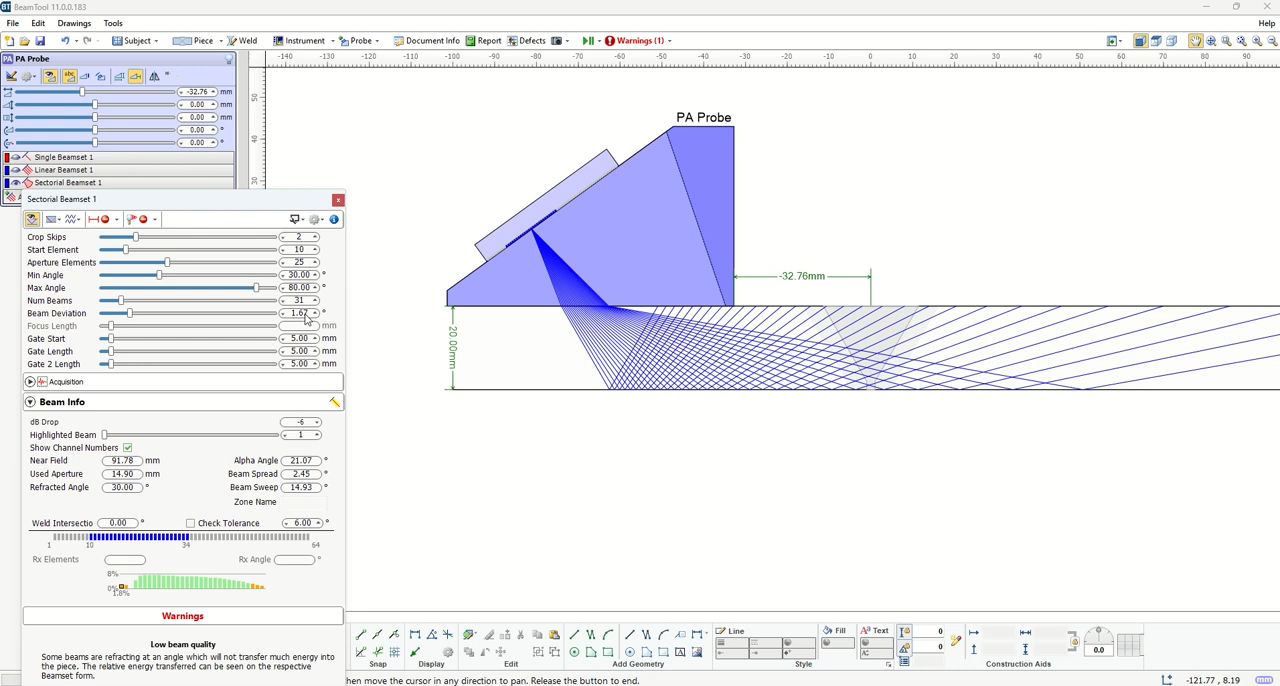 BT BeamTool 11.0.0.183
File Edit Drawings Tools Help
Subject Piece Weld Instrument Probe Document Info Report Defects Warnings (1)
PA PA Probe
-140 -130 -120 -110 -100 -90 -80 -70 -60 -50 -40 -30 -20 -10 0 10 20 30 40 50 60 70 80 90
-32.76 mm
0.00 mm
0.00 mm
0.00 °
0.00 °
50
40
30
Single Beamset 1
Linear Beamset 1
Sectorial Beamset 1
A
Sectorial Beamset 1 x
Crop Skips 2
Start Element 10
Aperture Elements 25
Min Angle 30.00 °
Max Angle 80.00 °
Num Beams 31
Beam Deviation 1.67 °
Focus Length mm
Gate Start 5.00 mm
Gate Length 5.00 mm
Gate 2 Length 5.00 mm
Acquisition
Beam Info
dB Drop -6
Highlighted Beam 1
Show Channel Numbers
Near Field 91.78 mm Alpha Angle 21.07 °
Used Aperture 14.90 mm Beam Spread 2.45 °
Refracted Angle 30.00 ° Beam Sweep 14.93 °
Zone Name
Weld Intersectio 0.00 ° Check Tolerance 6.00 °
1 10 34 64
Rx Elements Rx Angle °
8%
0%
1.8%
Warnings
Low beam quality
Some beams are refracting at an angle which will not transfer much energy into
the piece. The relative energy transferred can be seen on the respective
Beamset form.
PA Probe
-32.76mm
20.00mm
Snap Display Edit Add Geometry
Line Fill Text
Style
0
0
0.0
Construction Aids
hen move the cursor in any direction to pan. Release the button to end.
-121.77 , 8.19 mm